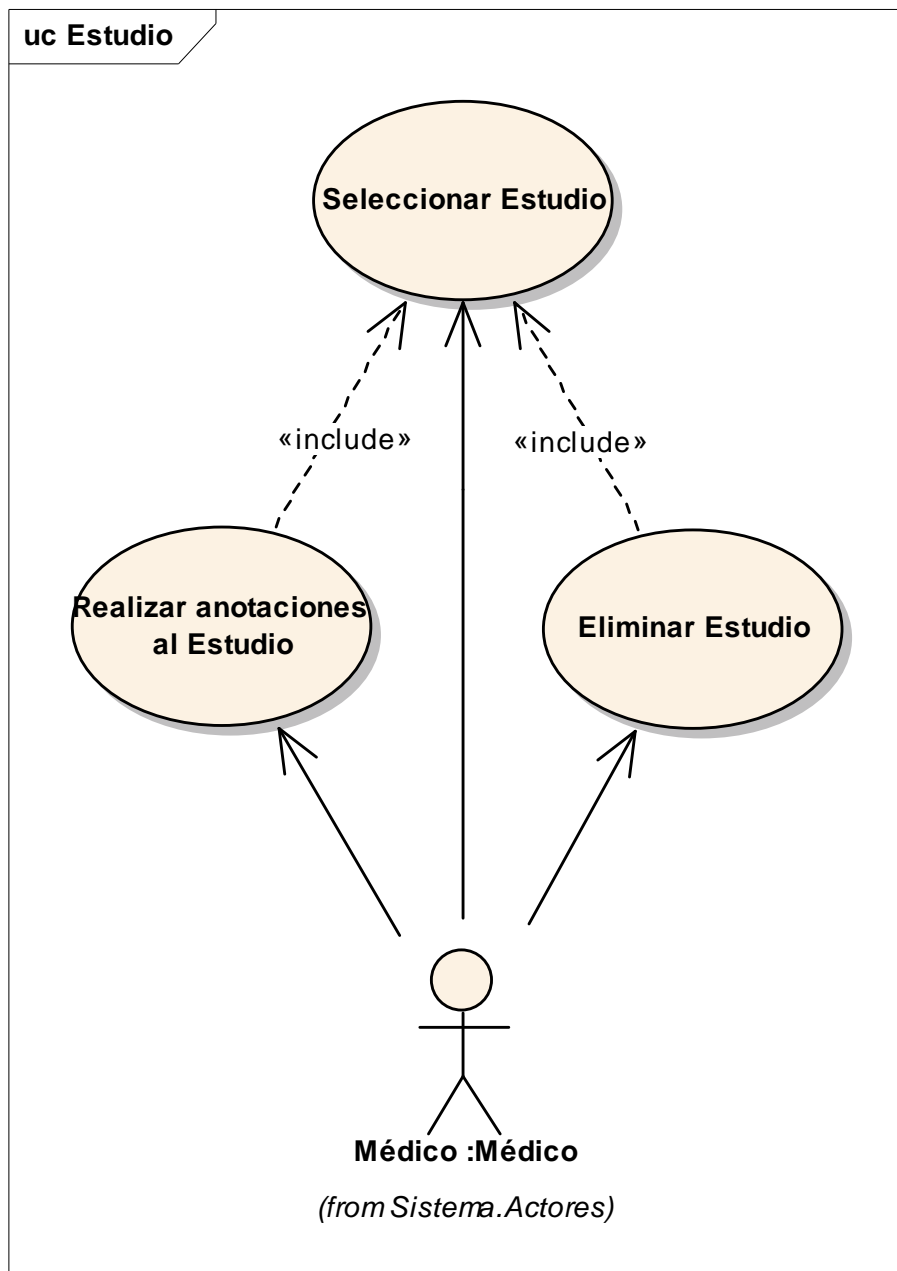 uc Estudio
Seleccionar Estudio
«include»
«include»
Realizar anotaciones
al Estudio
Eliminar Estudio
Médico :Médico
(from Sistema.Actores)